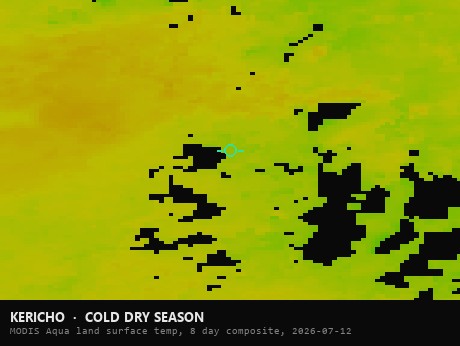 KERICHO · COLD DRY SEASON
MODIS Aqua land surface temp, 8 day composite, 2026-07-12